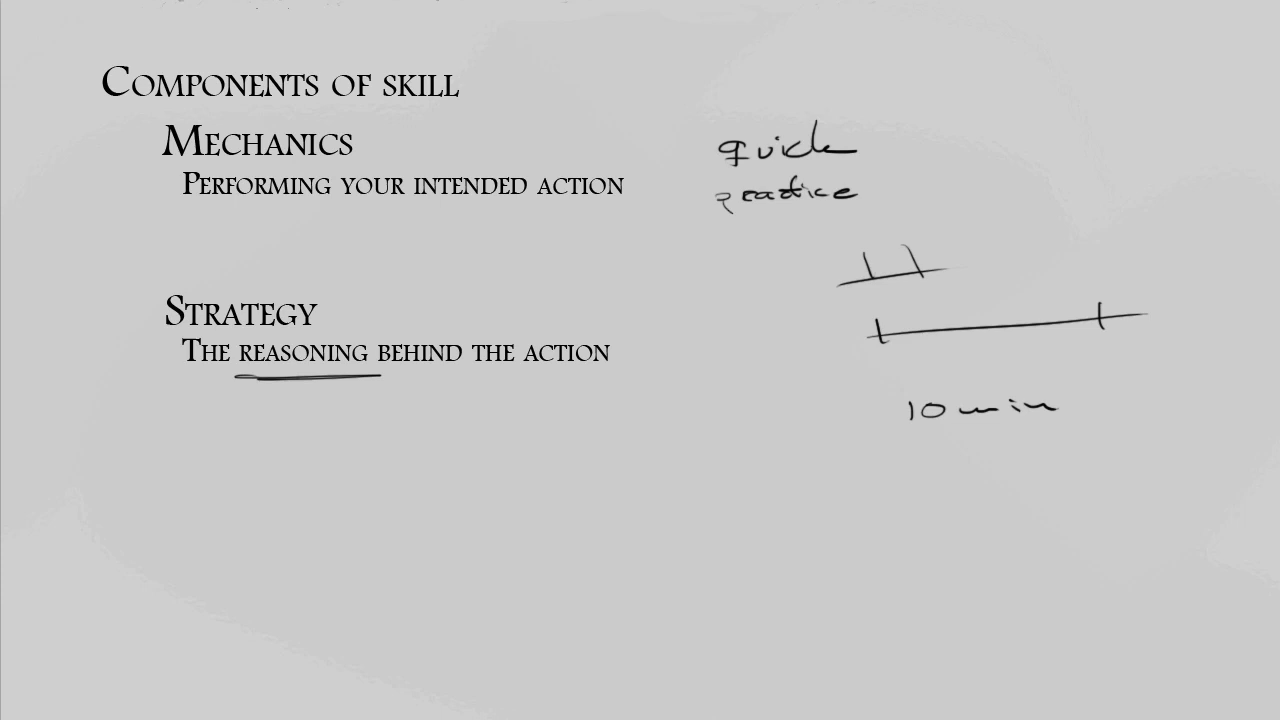 Components of skill
Mechanics
Performing your intended action
quick
practice
Strategy
The reasoning behind the action
10 min